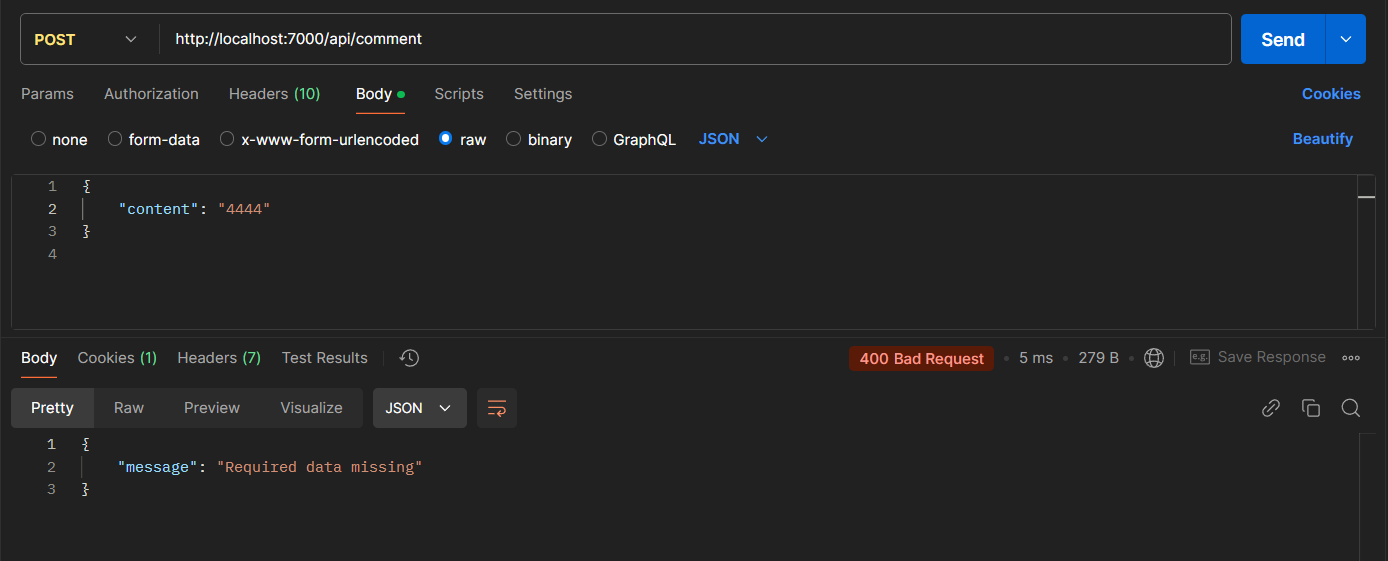 POST http://localhost:7000/api/comment Send
Params Authorization Headers (10) Body Scripts Settings Cookies
none form-data x-www-form-urlencoded raw binary GraphQL JSON Beautify
1 {
2 "content": "4444"
3 }
4
Body Cookies (1) Headers (7) Test Results 400 Bad Request 5 ms 279 B e.g. Save Response
Pretty Raw Preview Visualize JSON
1 {
2 "message": "Required data missing"
3 }